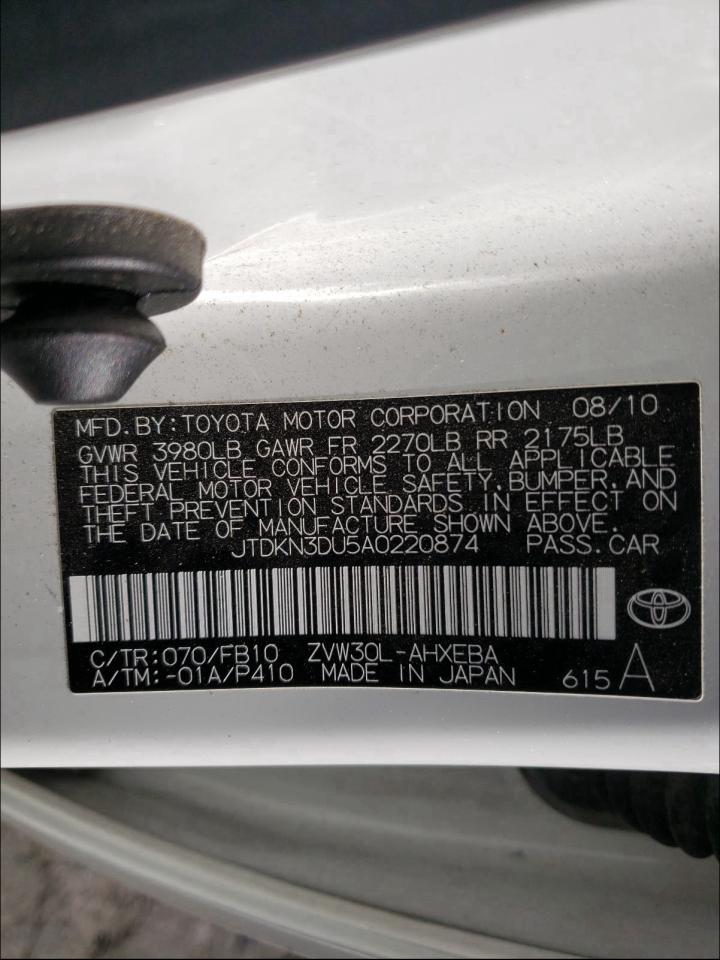 MFD. BY: TOYOTA MOTOR CORPORATION 08/10
GVWR 3980LB GAWR FR 2270LB RR 2175LB
THIS VEHICLE CONFORMS TO ALL APPLICABLE
FEDERAL MOTOR VEHICLE SAFETY, BUMPER, AND
THEFT PREVENTION STANDARDS IN EFFECT ON
THE DATE OF MANUFACTURE SHOWN ABOVE.
JTDKN3DU5A0220874 PASS. CAR
C/TR: 070/FB10 ZVW30L-AHXEBA
A/TM: -01A/P410 MADE IN JAPAN 615 A